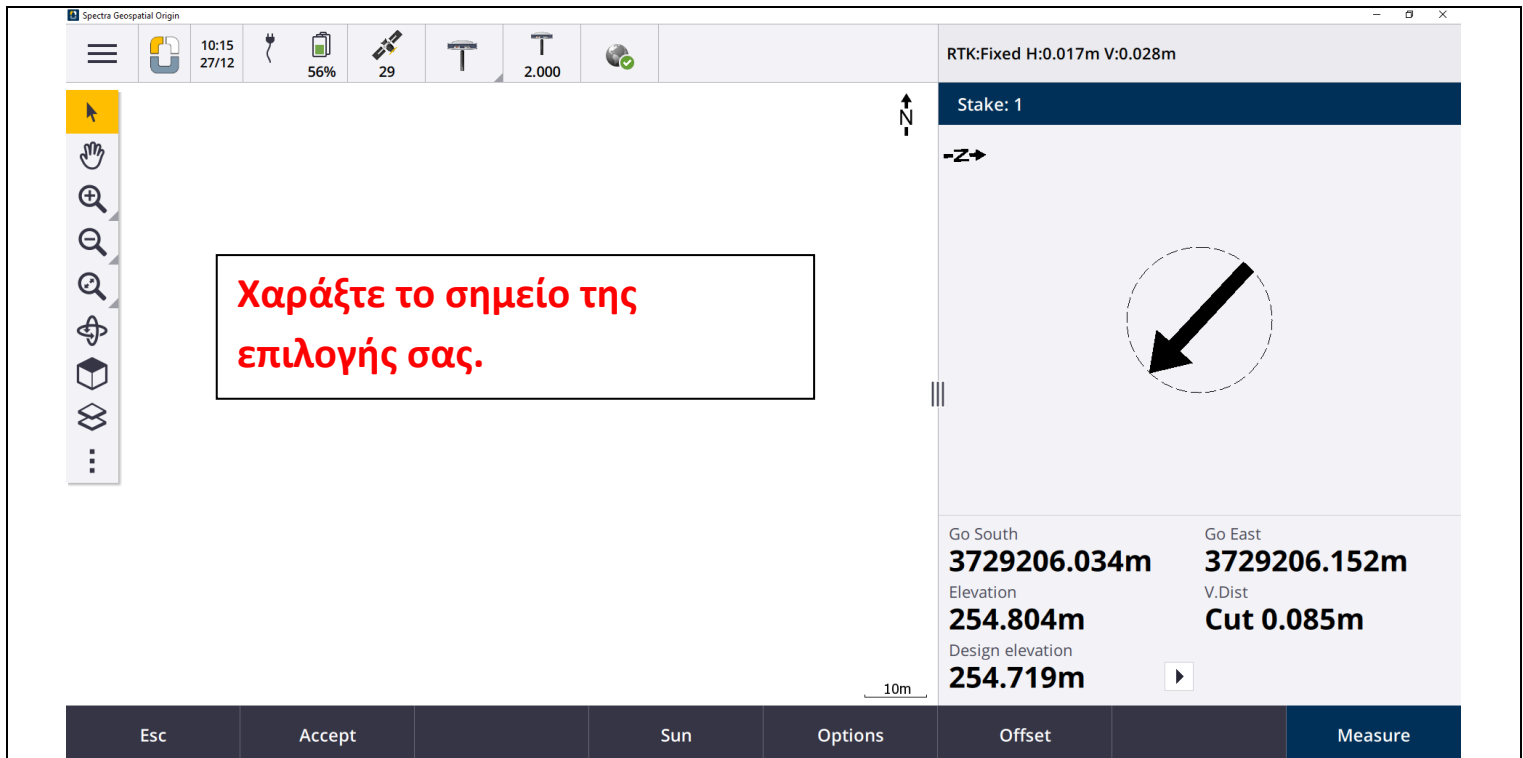 Spectra Geospatial Origin
10:15
27/12
56%
29
2.000
RTK:Fixed H:0.017m V:0.028m
N
Stake: 1
Z
Χαράξτε το σημείο της
επιλογής σας.
Go South
Go East
3729206.034m
3729206.152m
Elevation
V.Dist
254.804m
Cut 0.085m
Design elevation
254.719m
10m
Esc
Accept
Sun
Options
Offset
Measure